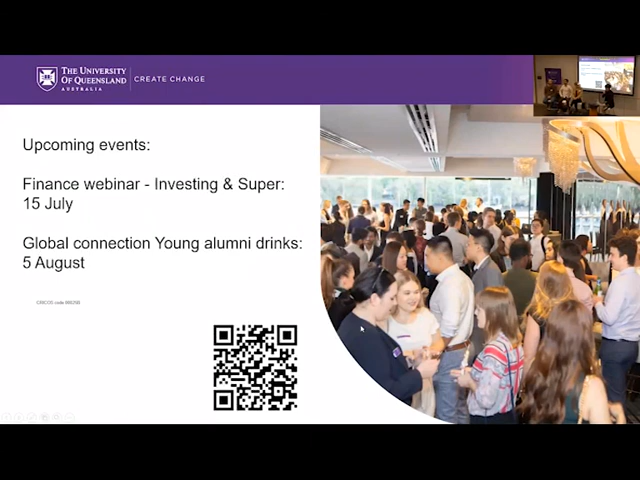 THE UNIVERSITY
OF QUEENSLAND
AUSTRALIA
CREATE CHANGE
Upcoming events:
Finance webinar - Investing & Super:
15 July
Global connection Young alumni drinks:
5 August